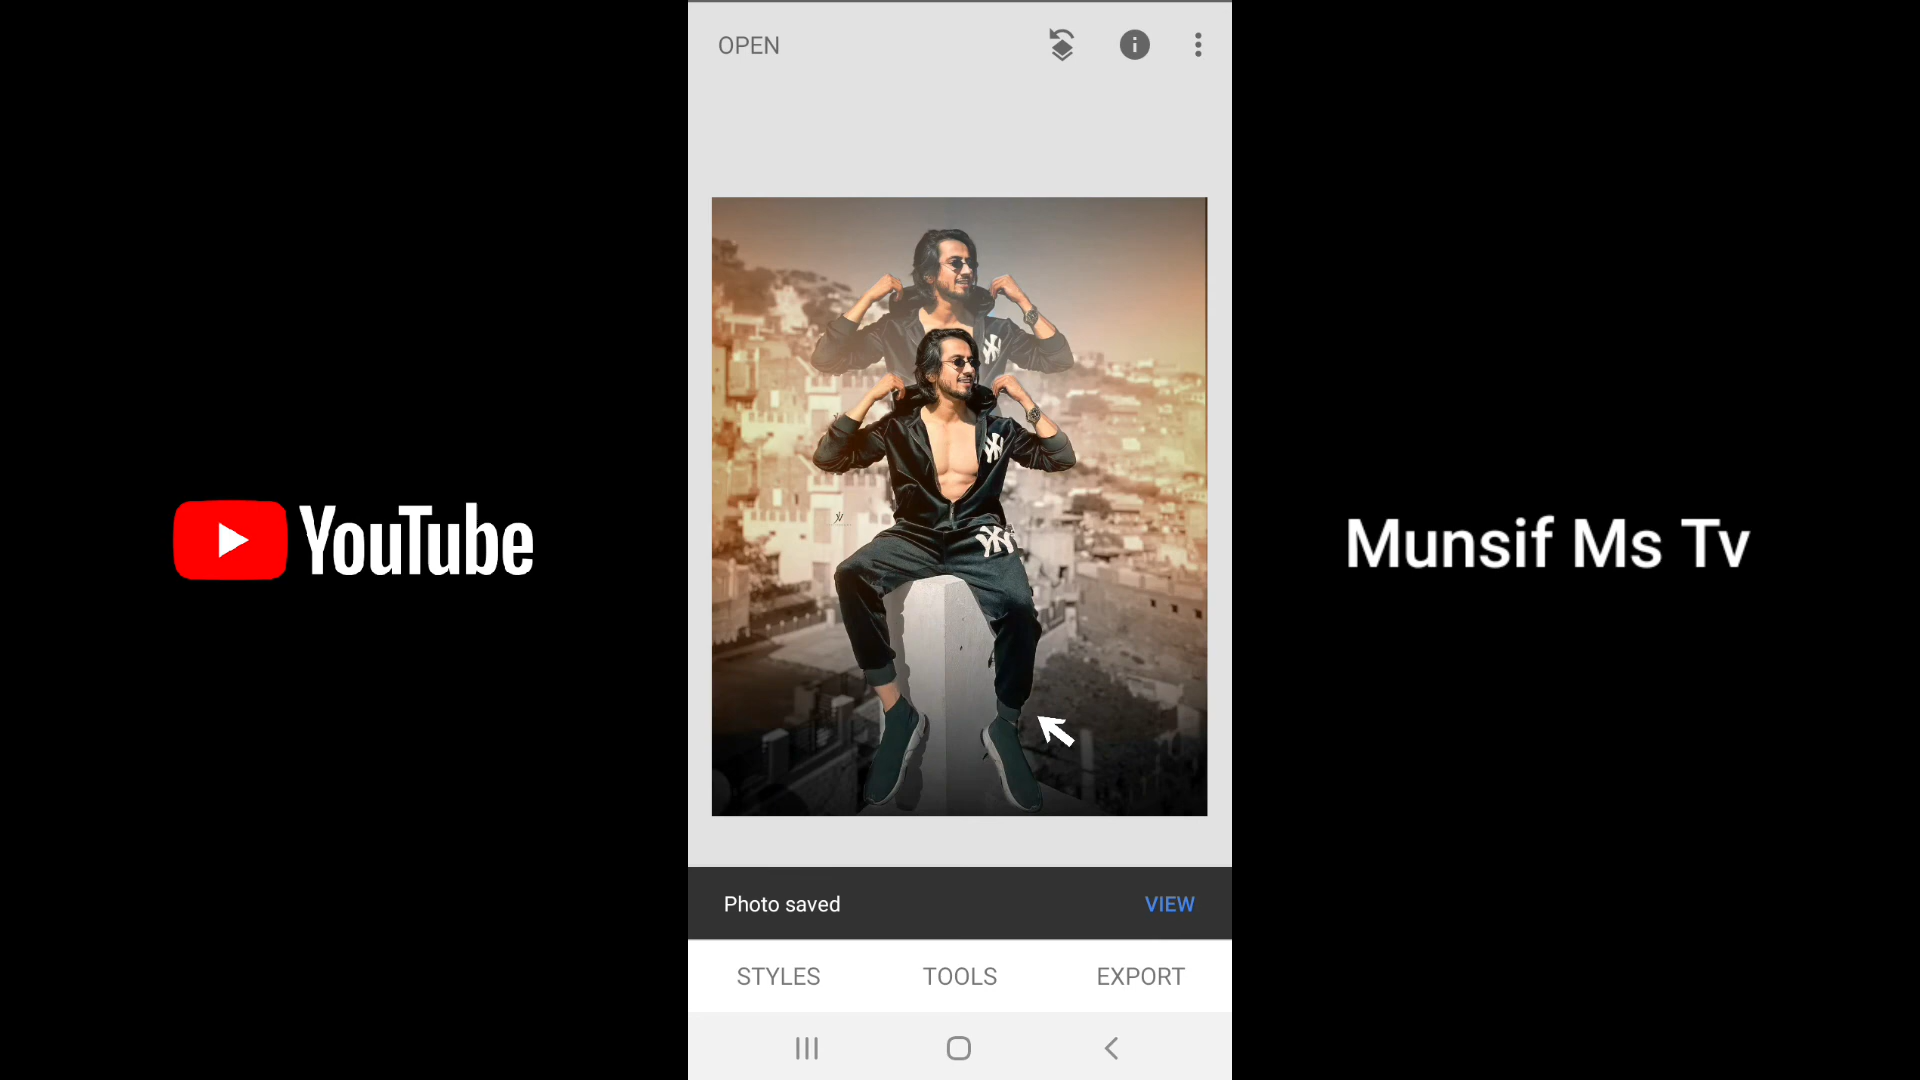 OPEN
YouTube
Munsif Ms Tv
Photo saved
VIEW
STYLES
TOOLS
EXPORT